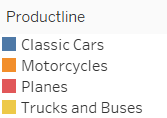 Productline
Classic Cars
Motorcycles
Planes
Trucks and Buses